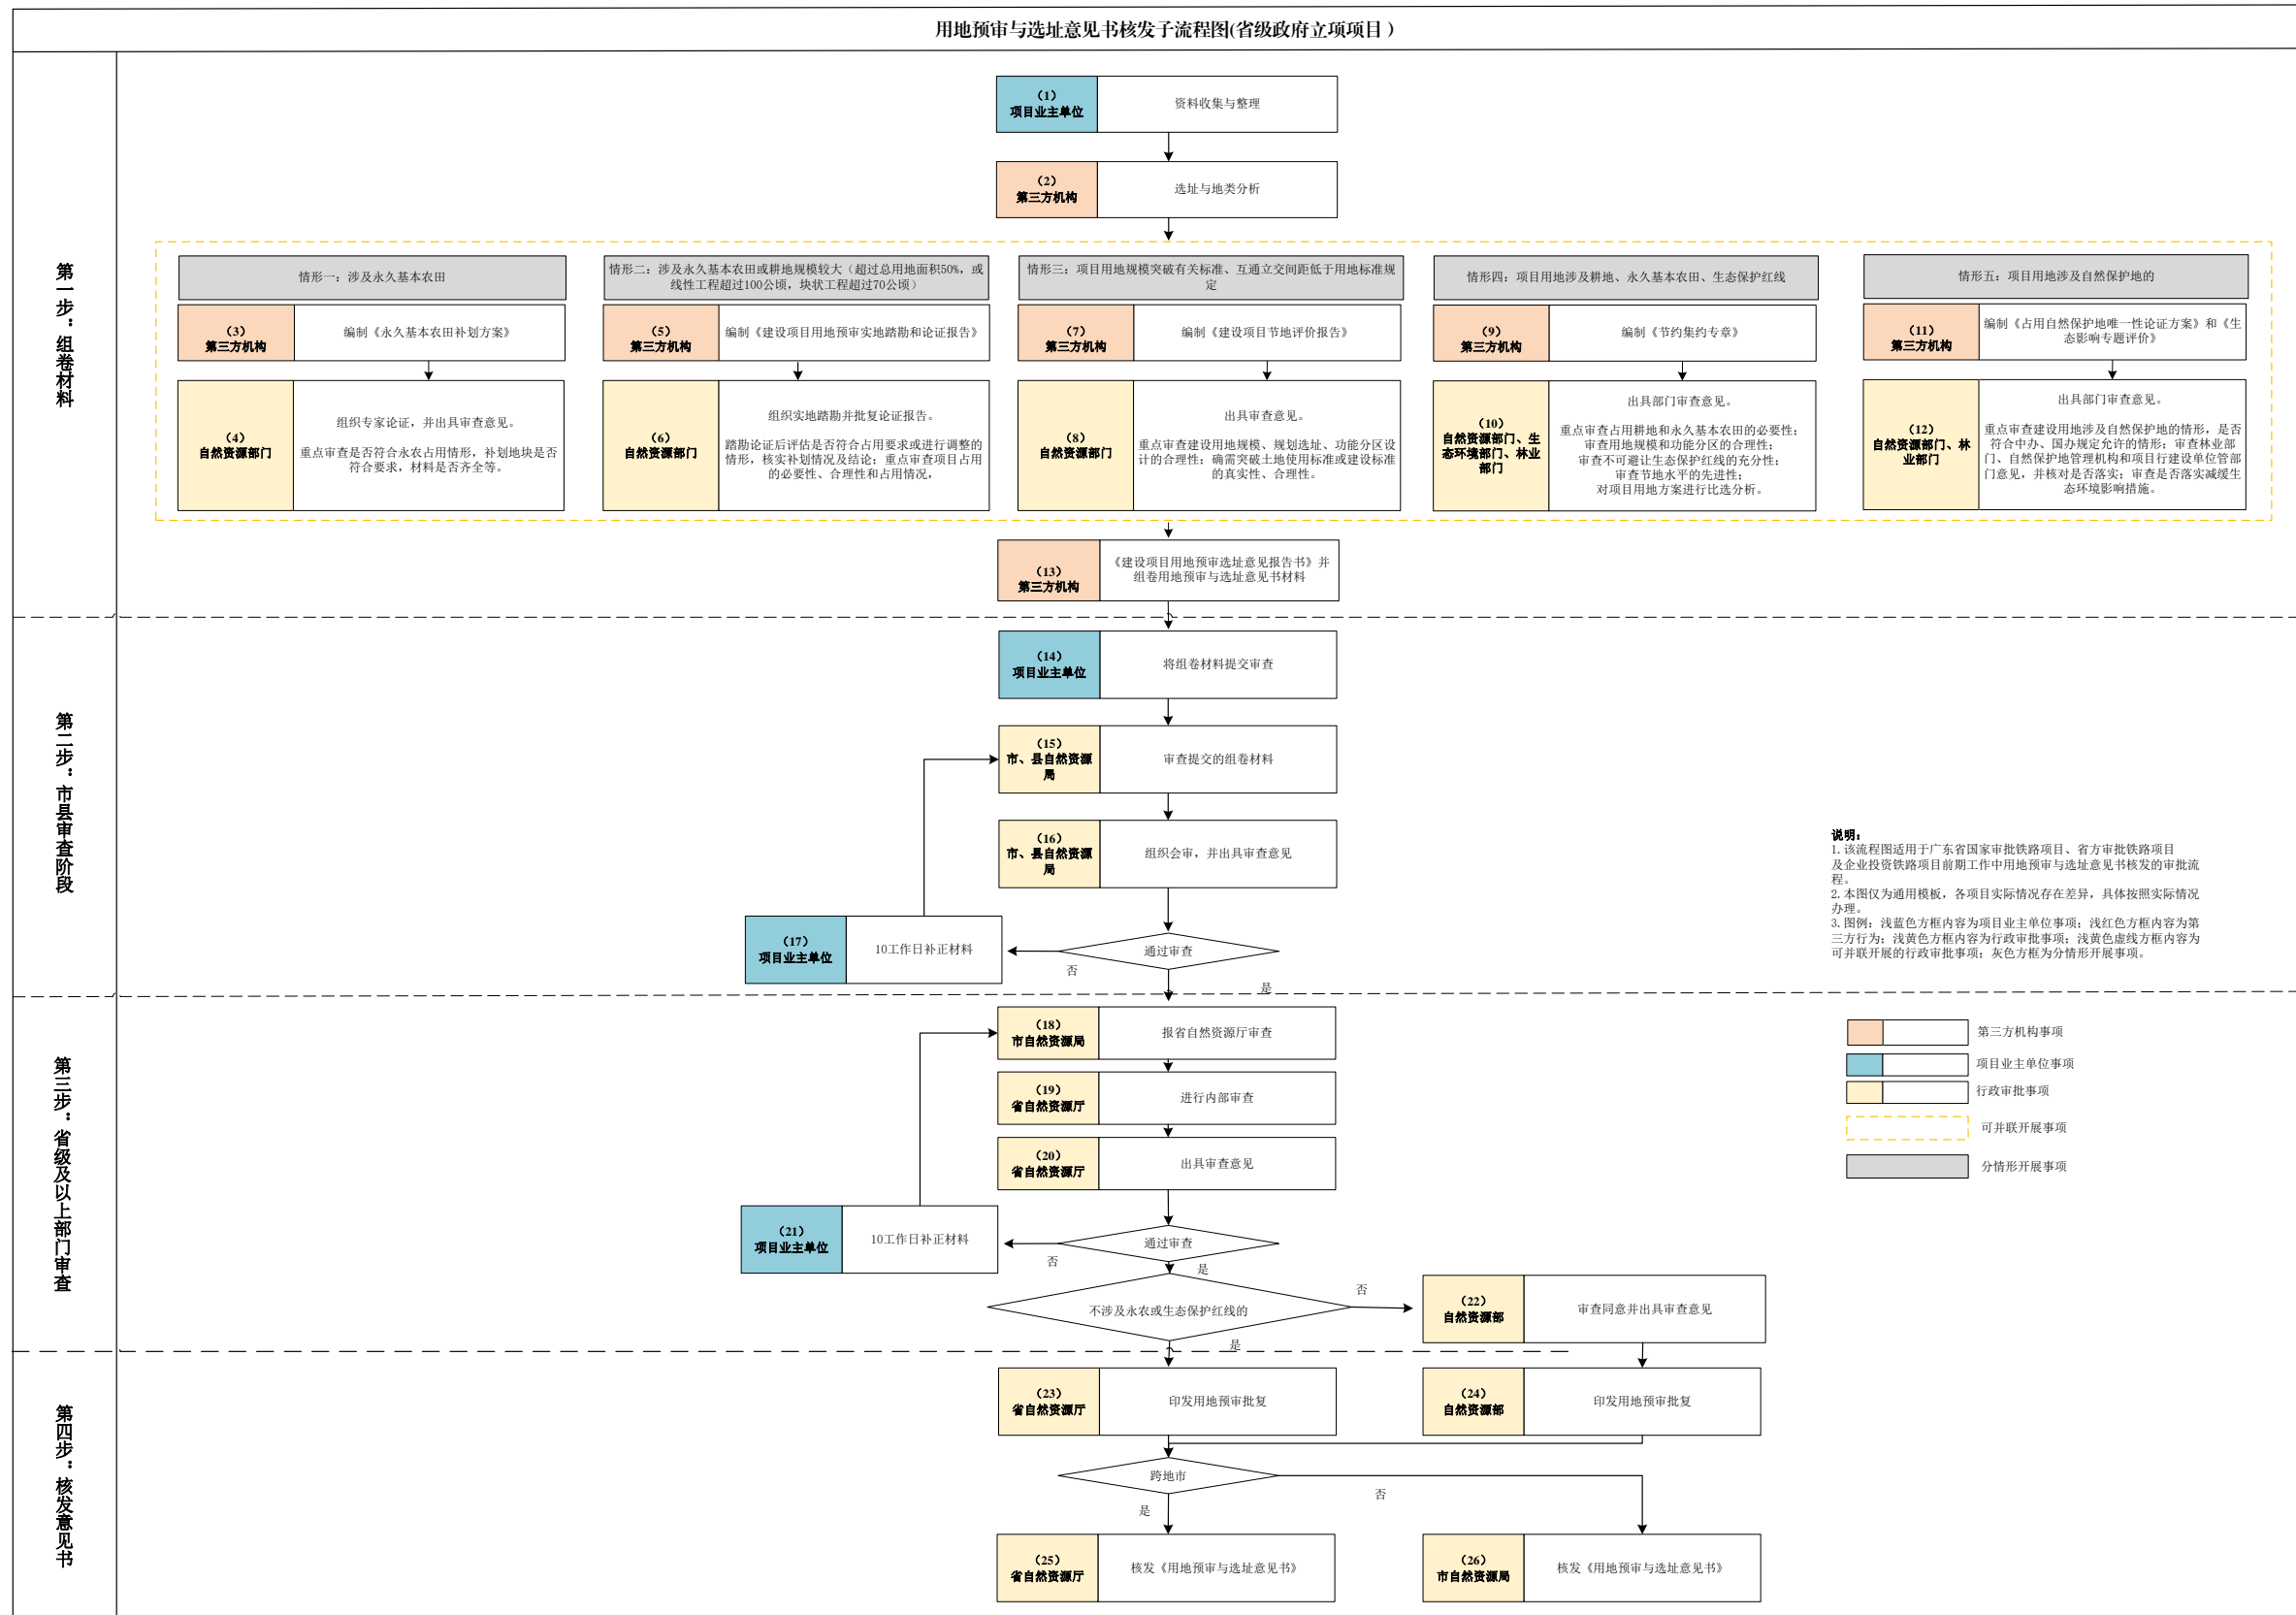 用地预审与选址意见书核发子流程图(省级政府立项项目 )
第一步：组卷材料
(1)
项目业主单位
资料收集与整理
(2)
第三方机构
选址与地类分析
情形一：涉及永久基本农田
(3)
第三方机构
编制《永久基本农田补划方案》
(4)
自然资源部门
组织专家论证，并出具审查意见。
重点审查是否符合永农占用情形，补划地块是否
符合要求，材料是否齐全等。
情形二：涉及永久基本农田或耕地规模较大（超过总用地面积50%，或
线性工程超过100公顷，块状工程超过70公顷）
(5)
第三方机构
编制《建设项目用地预审实地踏勘和论证报告》
(6)
自然资源部门
组织实地踏勘并批复论证报告。
踏勘论证后评估是否符合占用要求或进行调整的
情形，核实补划情况及结论；重点审查项目占用
的必要性、合理性和占用情况，
情形三：项目用地规模突破有关标准、互通立交间距低于用地标准规
定
(7)
第三方机构
编制《建设项目节地评价报告》
(8)
自然资源部门
出具审查意见。
重点审查建设用地规模、规划选址、功能分区设
计的合理性；确需突破土地使用标准或建设标准
的真实性、合理性。
情形四：项目用地涉及耕地、永久基本农田、生态保护红线
(9)
第三方机构
编制《节约集约专章》
(10)
自然资源部门、生
态环境部门、林业
部门
出具部门审查意见。
重点审查占用耕地和永久基本农田的必要性；
审查用地规模和功能分区的合理性；
审查不可避让生态保护红线的充分性；
审查节地水平的先进性；
对项目用地方案进行比选分析。
情形五：项目用地涉及自然保护地的
(11)
第三方机构
编制《占用自然保护地唯一性论证方案》和《生
态影响专题评价》
(12)
自然资源部门、林
业部门
出具部门审查意见。
重点审查建设用地涉及自然保护地的情形，是否
符合中办、国办规定允许的情形；审查林业部
门、自然保护地管理机构和项目行建设单位管部
门意见，并核对是否落实；审查是否落实减缓生
态环境影响措施。
(13)
第三方机构
《建设项目用地预审选址意见报告书》并
组卷用地预审与选址意见书材料
第二步：市县审查阶段
(14)
项目业主单位
将组卷材料提交审查
(15)
市、县自然资源
局
审查提交的组卷材料
(16)
市、县自然资源
局
组织会审，并出具审查意见
(17)
项目业主单位
10工作日补正材料
通过审查
否
是
说明：
1.该流程图适用于广东省国家审批铁路项目、省方审批铁路项目
及企业投资铁路项目前期工作中用地预审与选址意见书核发的审批流
程。
2.本图仅为通用模板，各项目实际情况存在差异，具体按照实际情况
办理。
3.图例：浅蓝色方框内容为项目业主单位事项；浅红色方框内容为第
三方行为；浅黄色方框内容为行政审批事项；浅黄色虚线方框内容为
可并联开展的行政审批事项；灰色方框为分情形开展事项。
第三步：省级及以上部门审查
(18)
市自然资源局
报省自然资源厅审查
(19)
省自然资源厅
进行内部审查
(20)
省自然资源厅
出具审查意见
(21)
项目业主单位
10工作日补正材料
通过审查
否
是
不涉及永农或生态保护红线的
否
是
(22)
自然资源部
审查同意并出具审查意见
第三方机构事项
项目业主单位事项
行政审批事项
可并联开展事项
分情形开展事项
第四步：核发意见书
(23)
省自然资源厅
印发用地预审批复
(24)
自然资源部
印发用地预审批复
跨地市
是
否
(25)
省自然资源厅
核发《用地预审与选址意见书》
(26)
市自然资源局
核发《用地预审与选址意见书》